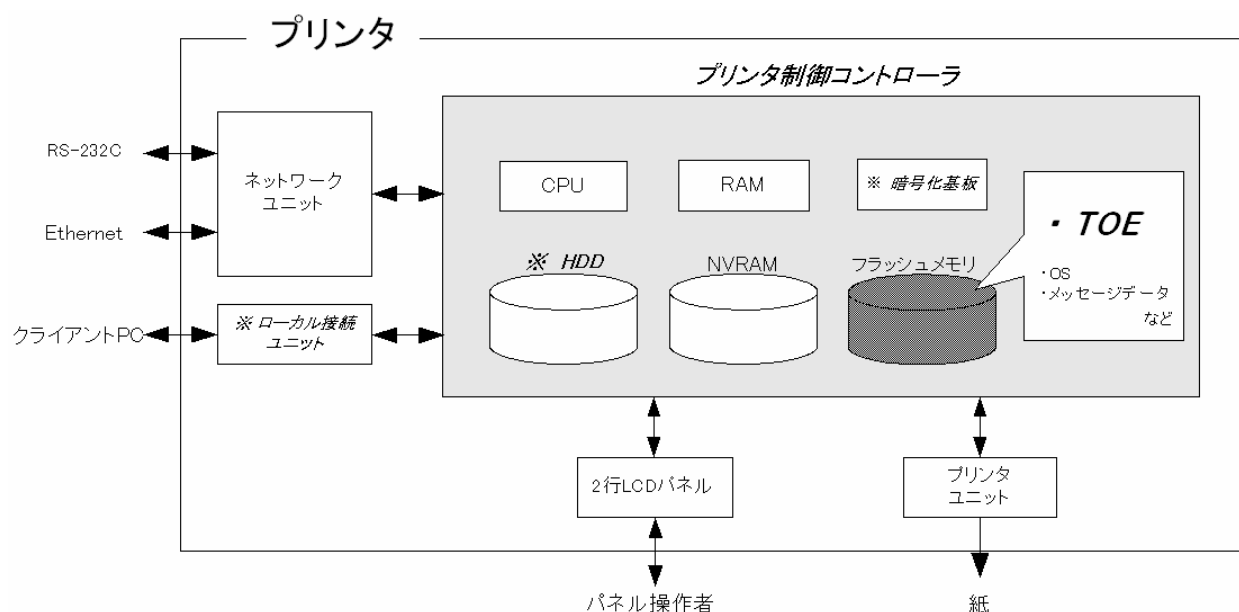 プリンタ
プリンタ制御コントローラ
RS-232C
ネットワーク
ユニット
Ethernet
CPU
RAM
※ 暗号化基板
・ TOE
・OS
・メッセージデータ
など
※ HDD
NVRAM
フラッシュメモリ
クライアントPC
※ ローカル接続
ユニット
2行LCDパネル
プリンタ
ユニット
パネル操作者
紙